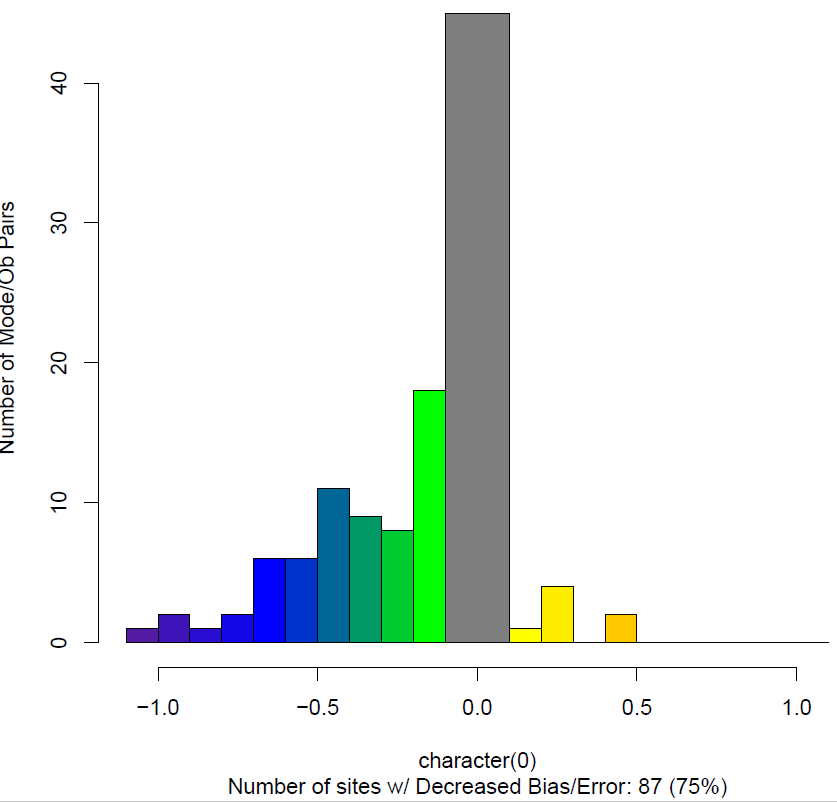 40
30
20
10
0
Number of Mode/Ob Pairs
−1.0 −0.5 0.0 0.5 1.0
character(0)
Number of sites w/ Decreased Bias/Error: 87 (75%)